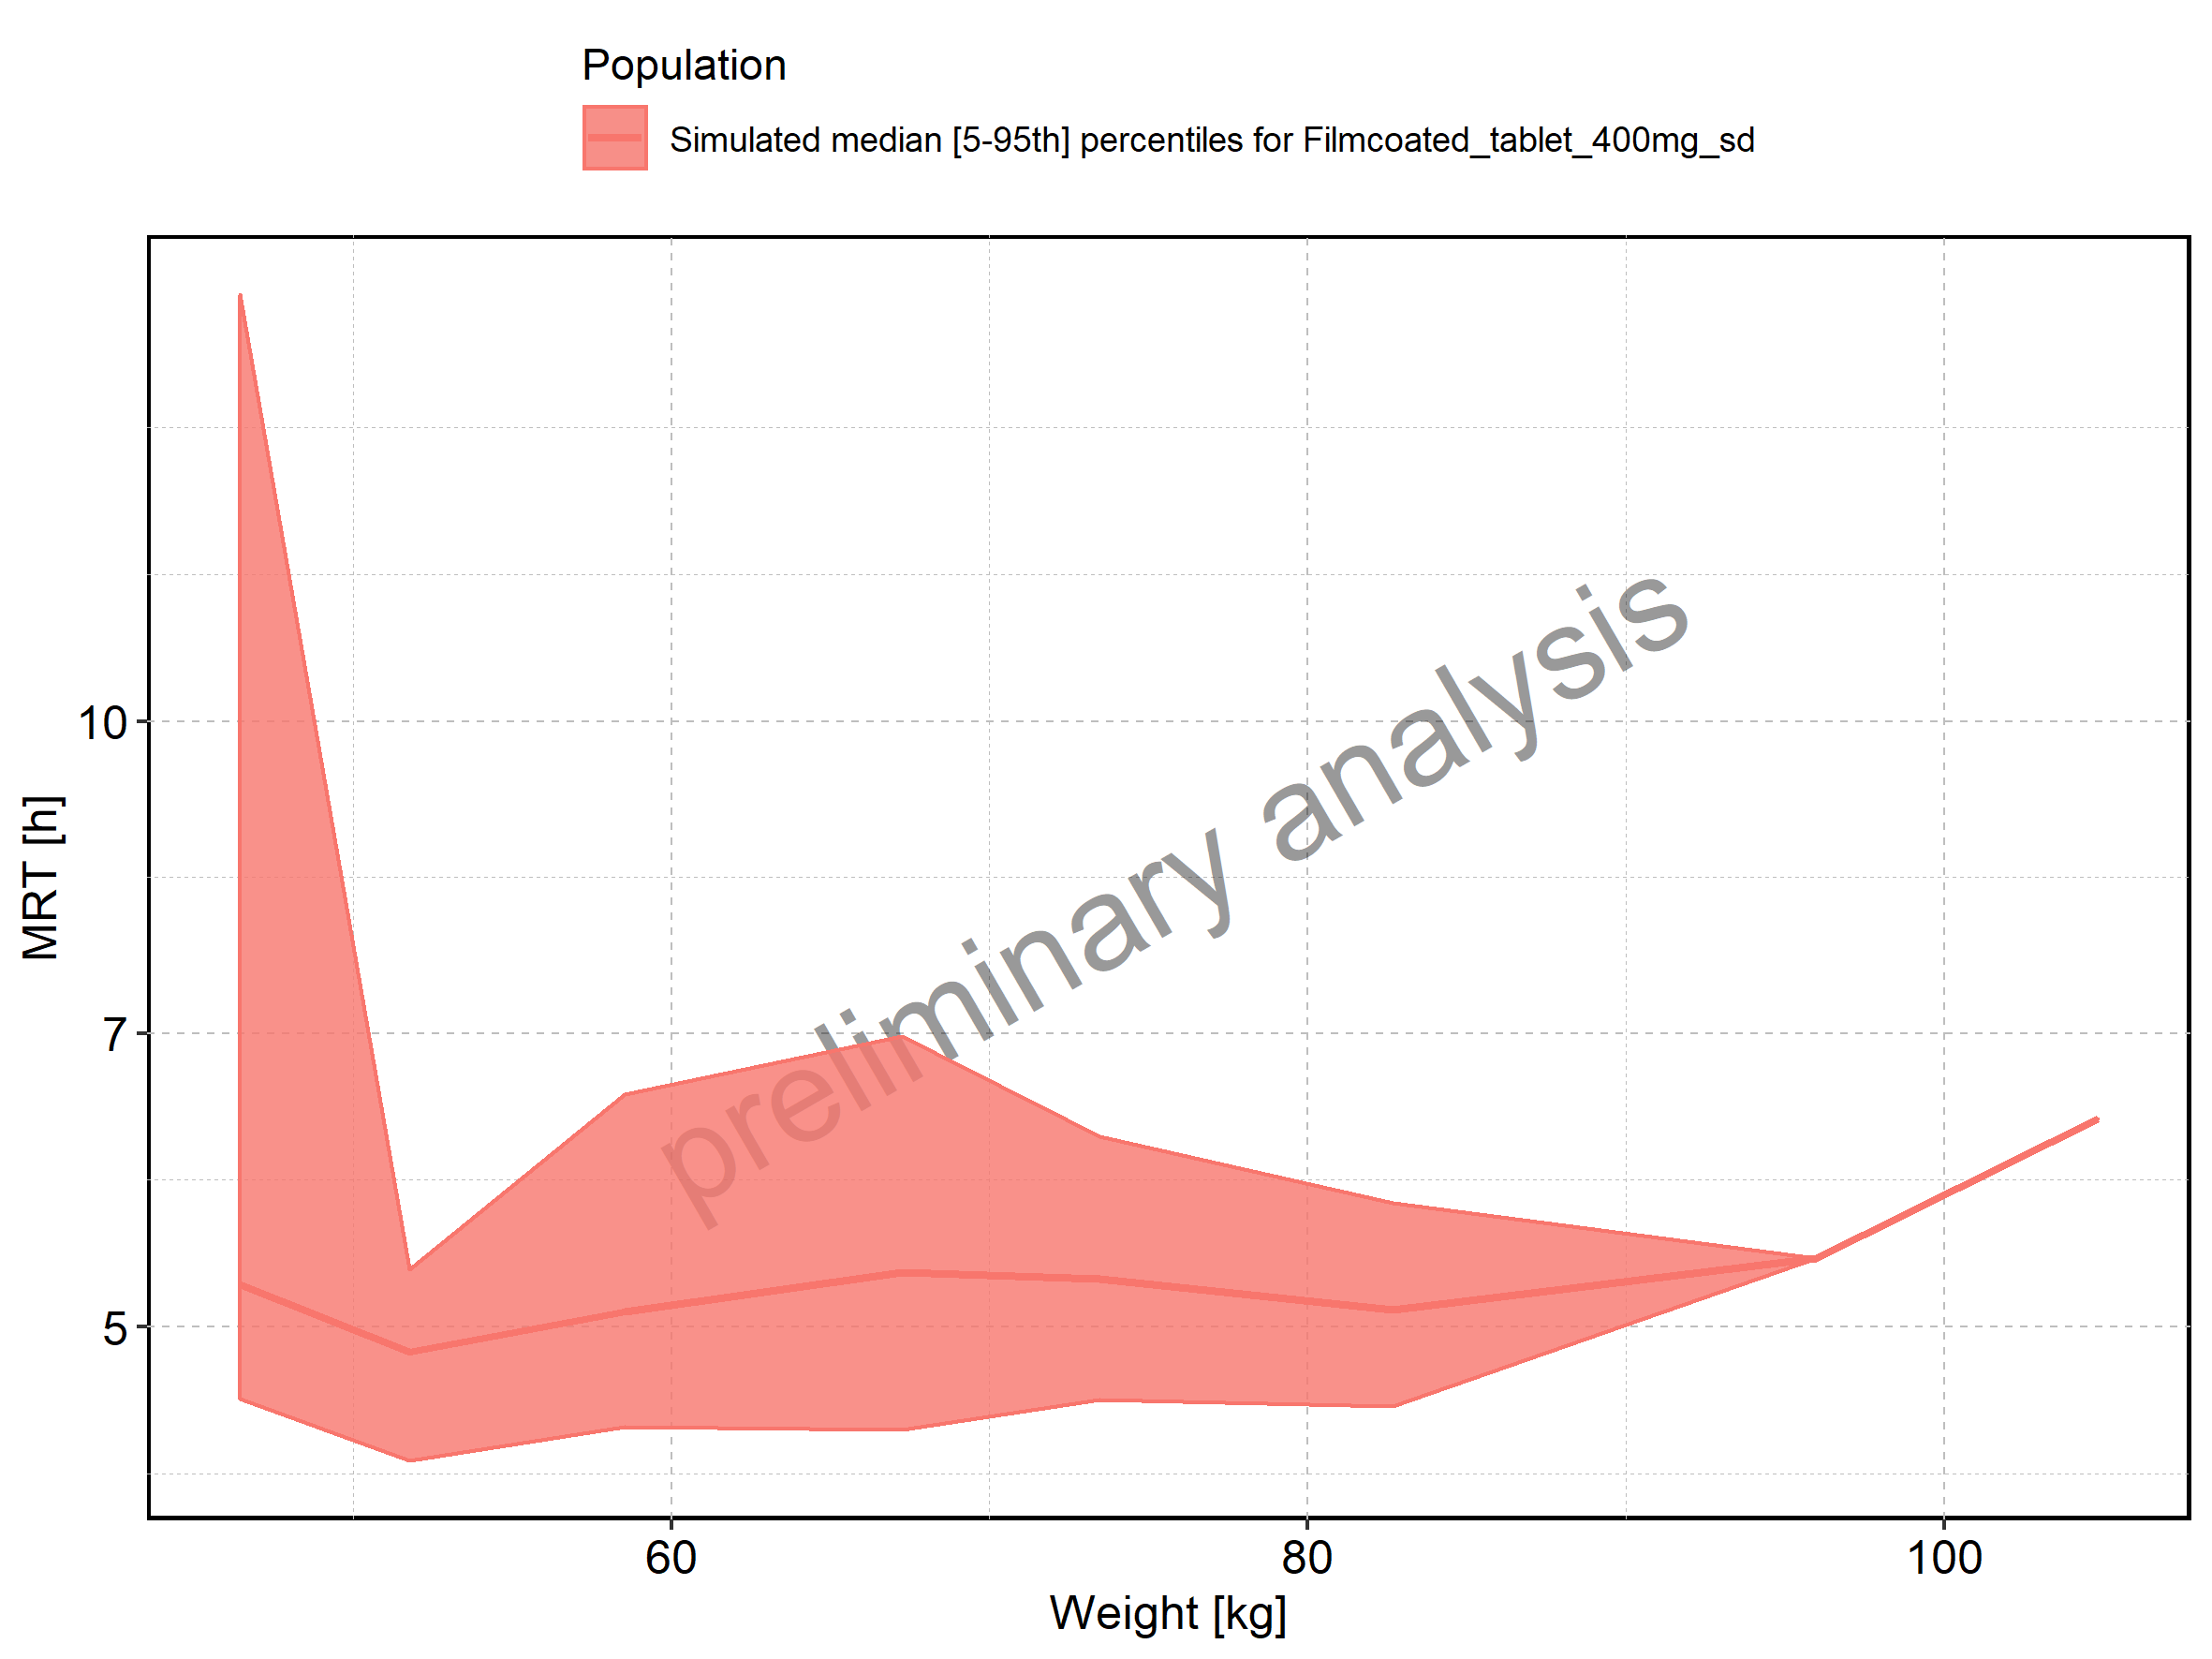 Population
Simulated median [5-95th] percentiles for Filmcoated_tablet_400mg_sd
10
7
5
MRT [h]
preliminary analysis
60 80 100
Weight [kg]